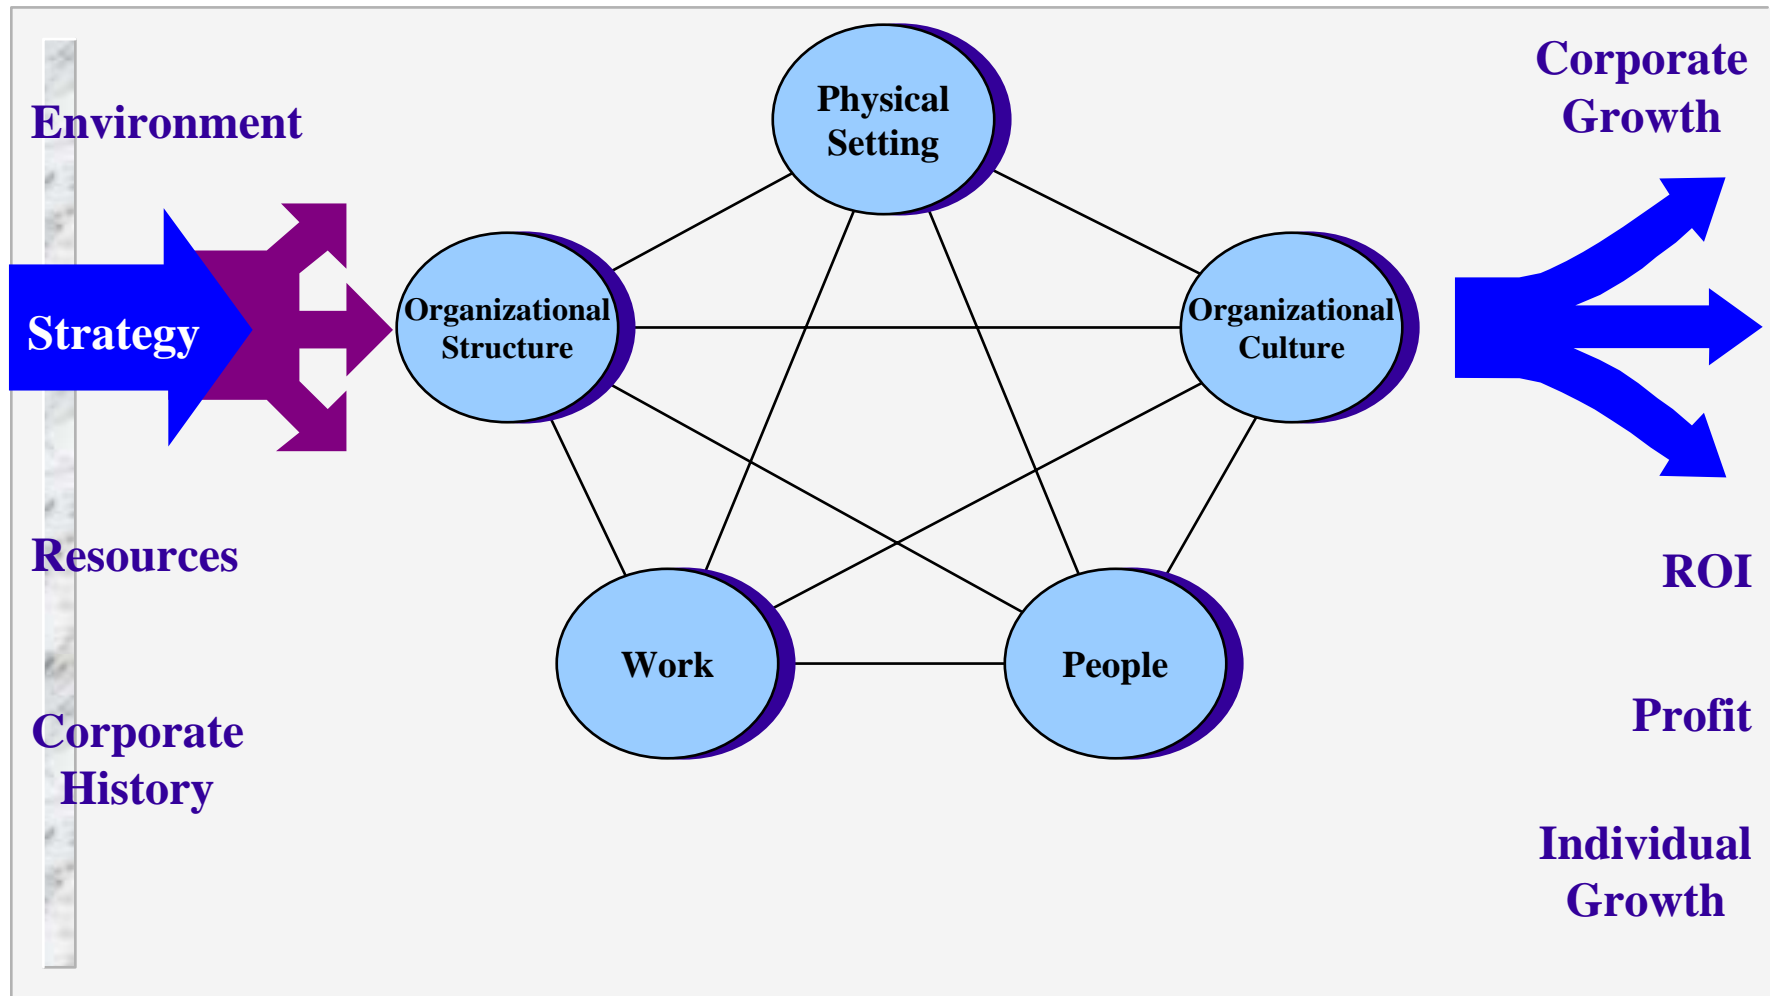 Environment
Strategy
Resources
Corporate
History
Physical
Setting
Organizational
Structure
Organizational
Culture
Work
People
Corporate
Growth
ROI
Profit
Individual
Growth